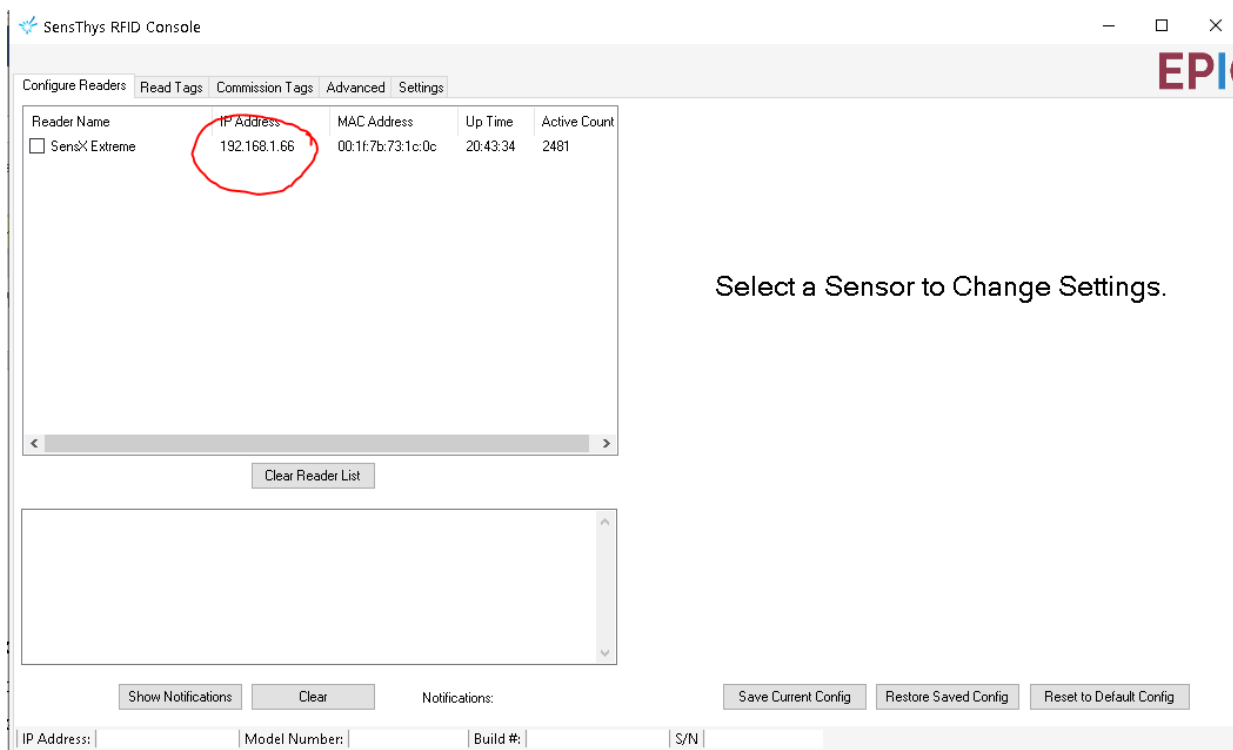 SensThys RFID Console
EPI
Configure Readers Read Tags Commission Tags Advanced Settings
Reader Name IP Address MAC Address Up Time Active Count
SensX Extreme 192.168.1.66 00:1f:7b:73:1c:0c 20:43:34 2481
Select a Sensor to Change Settings.
Clear Reader List
Show Notifications Clear Notifications: Save Current Config Restore Saved Config Reset to Default Config
IP Address: Model Number: Build #: S/N